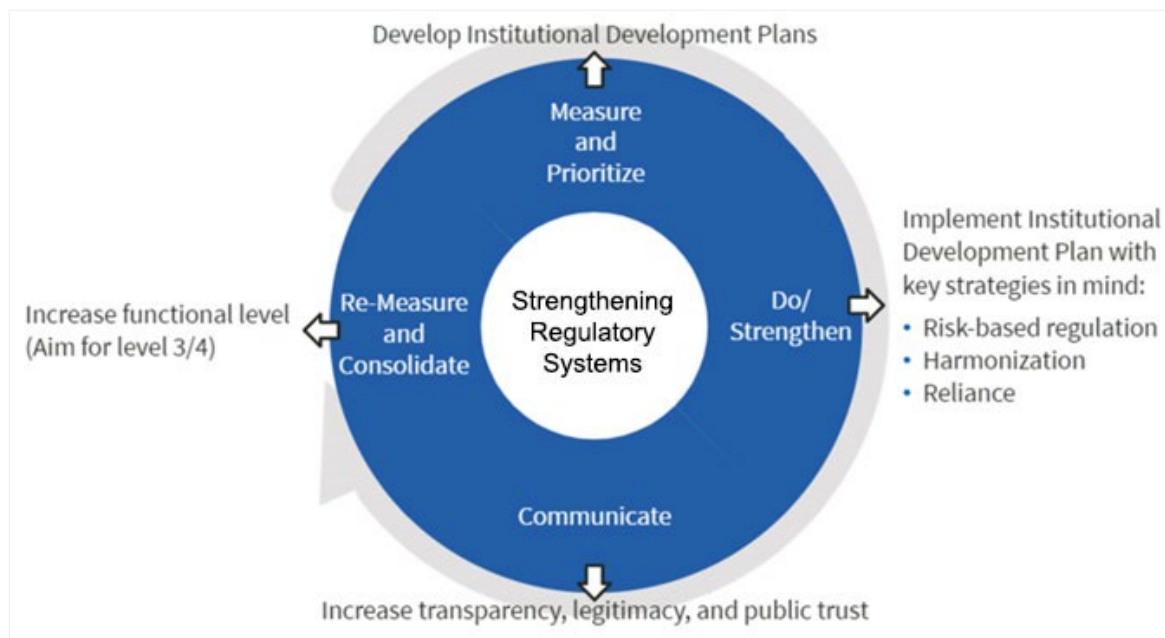 Develop Institutional Development Plans
Measure
and
Prioritize
Implement Institutional
Development Plan with
key strategies in mind:
• Risk-based regulation
• Harmonization
• Reliance
Do/
Strengthen
Strengthening
Regulatory
Systems
Re-Measure
and
Consolidate
Increase functional level
(Aim for level 3/4)
Communicate
Increase transparency, legitimacy, and public trust